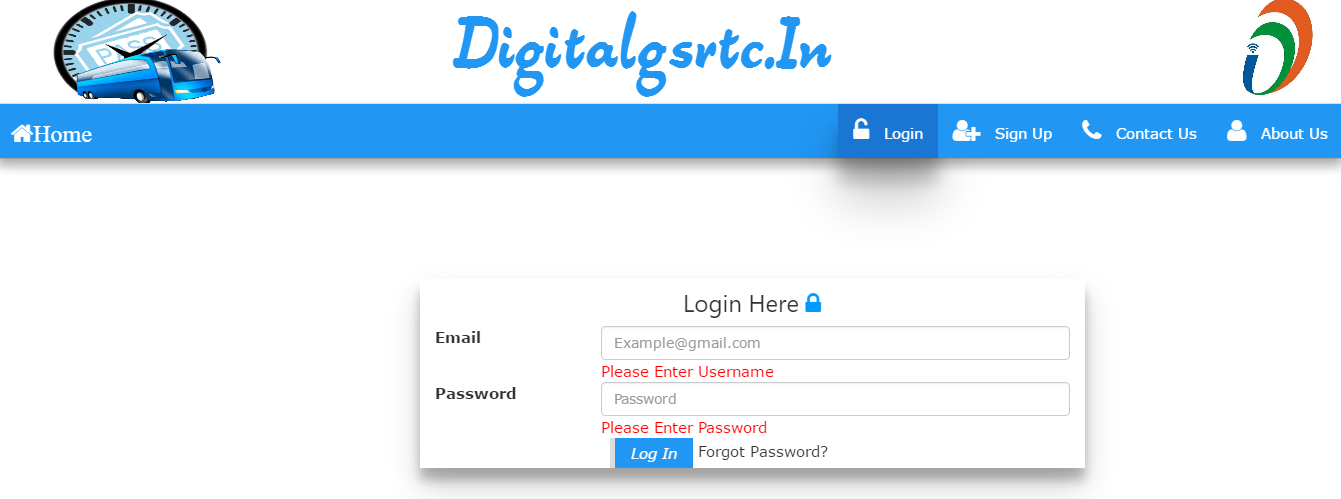 PASS
Digitalgsrtc.In
Home
Login
Sign Up
Contact Us
About Us
Login Here
Email
Example@gmail.com
Please Enter Username
Password
Password
Please Enter Password
Log In Forgot Password?